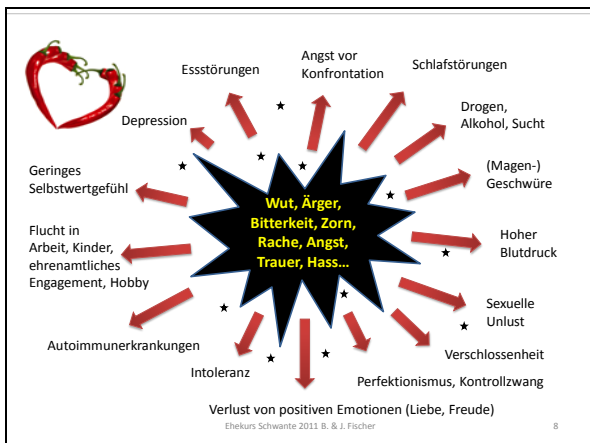 Essstörungen
Angst vor
Konfrontation
Schlafstörungen
Depression
Drogen,
Alkohol, Sucht
Geringes
Selbstwertgefühl
(Magen-)
Geschwüre
Wut, Ärger,
Bitterkeit, Zorn,
Rache, Angst,
Trauer, Hass...
Flucht in
Arbeit, Kinder,
ehrenamtliches
Engagement, Hobby
Hoher
Blutdruck
Sexuelle
Unlust
Autoimmunerkrankungen
Verschlossenheit
Intoleranz
Perfektionismus, Kontrollzwang
Verlust von positiven Emotionen (Liebe, Freude)
Ehekurs Schwante 2011 B. & J. Fischer
8